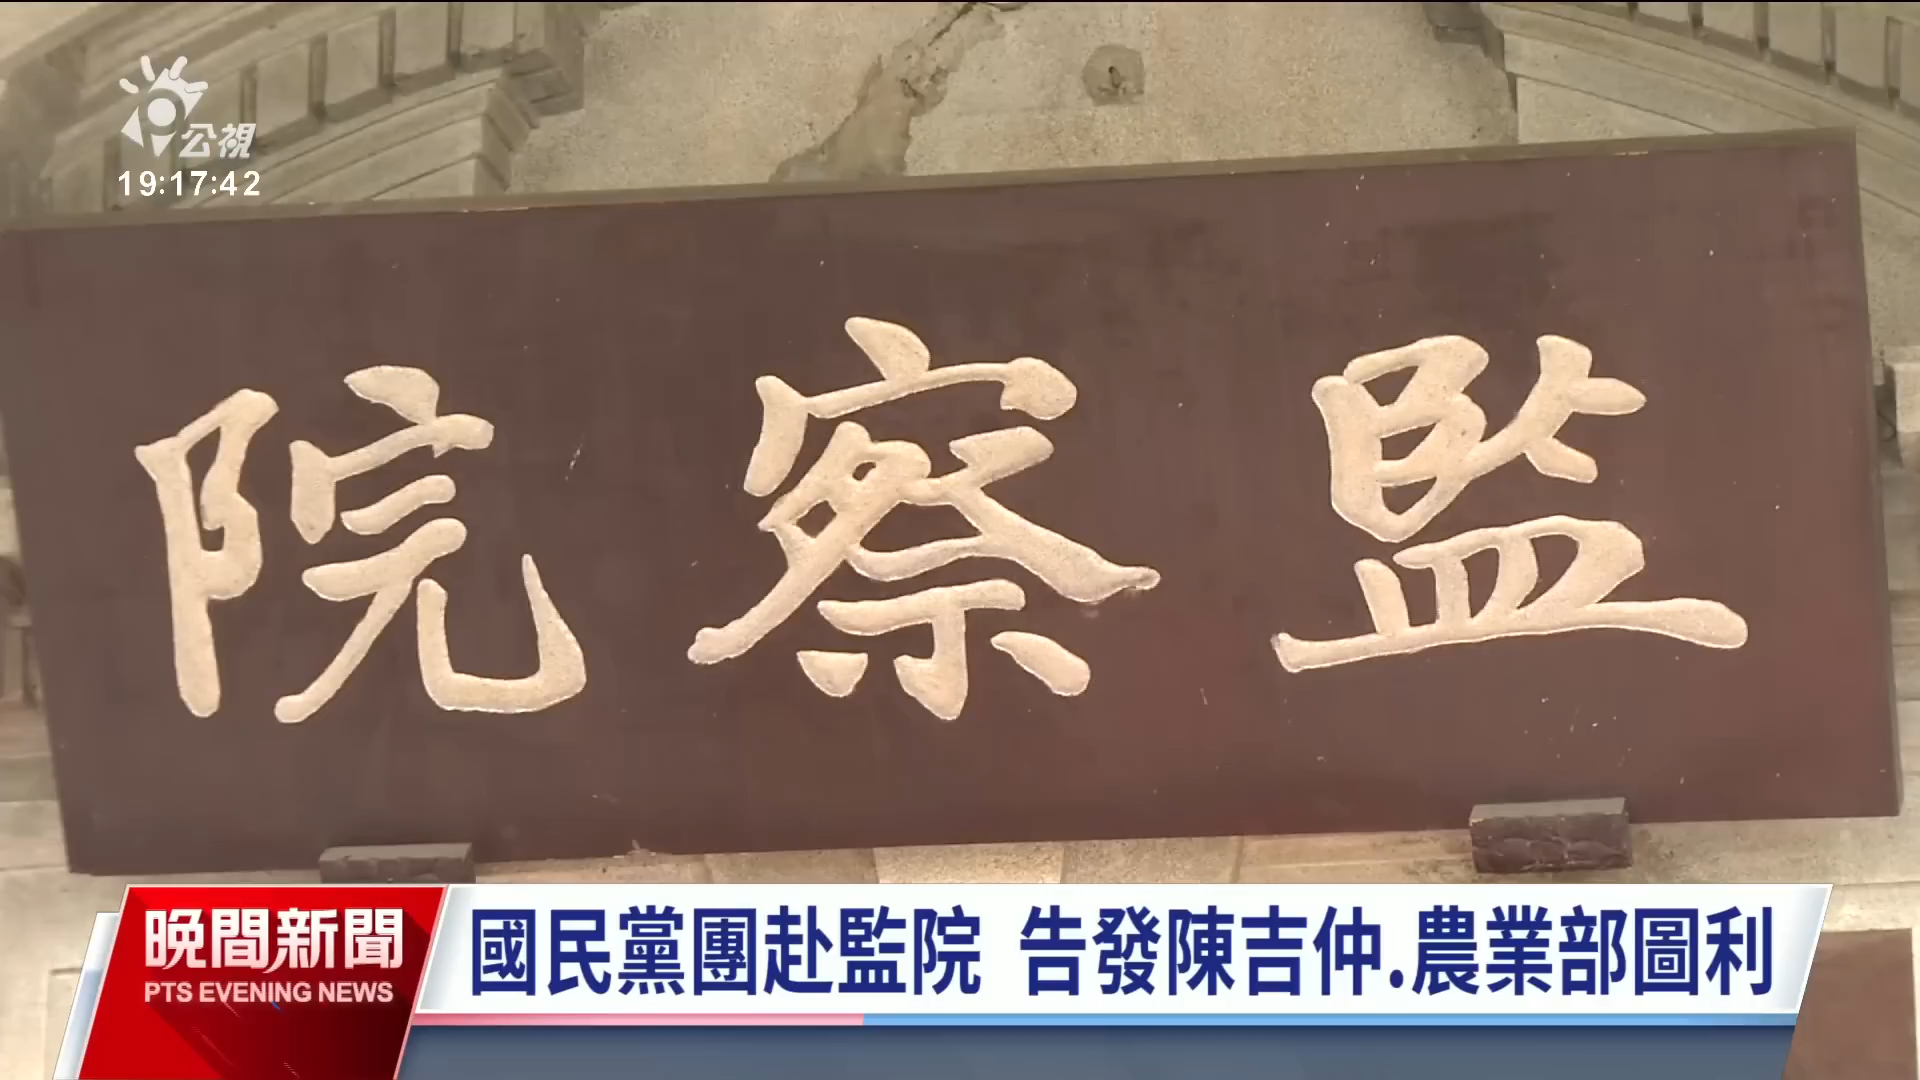 公視
19:17:42
監察院
晚間新聞
PTS EVENING NEWS
國民黨團赴監院 告發陳吉仲.農業部圖利